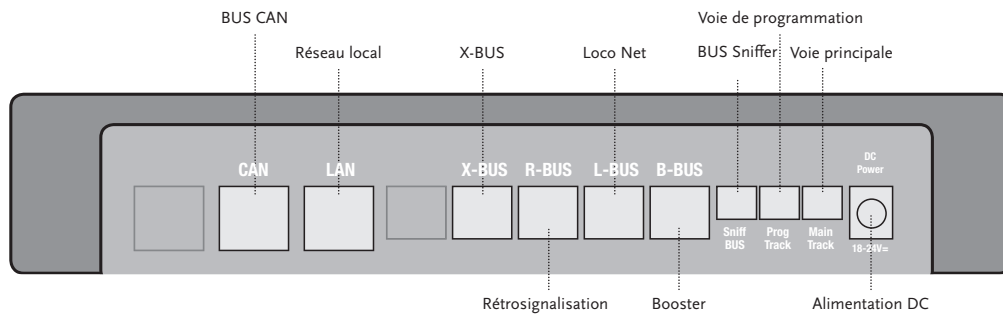 Voie de programmation
BUS CAN
Réseau local
X-BUS
Loco Net
BUS Sniffer
Voie principale
CAN
LAN
X-BUS
R-BUS
L-BUS
B-BUS
DC
Power
Sniff
BUS
Prog
Track
Main
Track
18-24V=
Rétrosignalisation
Booster
Alimentation DC